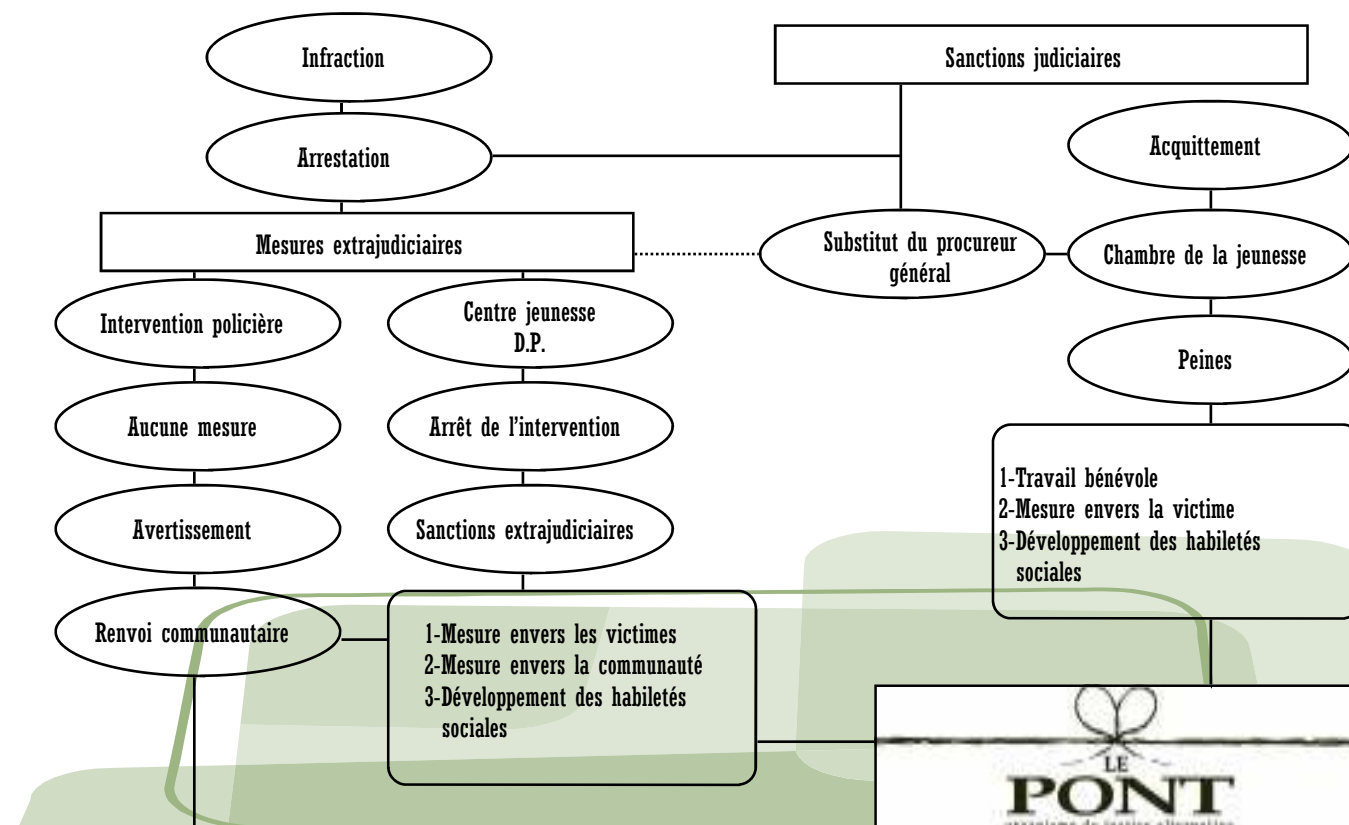 Infraction
Sanctions judiciaires
Arrestation
Acquittement
Mesures extrajudiciaires
Substitut du procureur
général
Chambre de la jeunesse
Intervention policière
Centre jeunesse
D.P.
Peines
Aucune mesure
Arrêt de l'intervention
1-Travail bénévole
2-Mesure envers la victime
3-Développement des habiletés
sociales
Avertissement
Sanctions extrajudiciaires
Renvoi communautaire
1-Mesure envers les victimes
2-Mesure envers la communauté
3-Développement des habiletés
sociales
LE
PONT